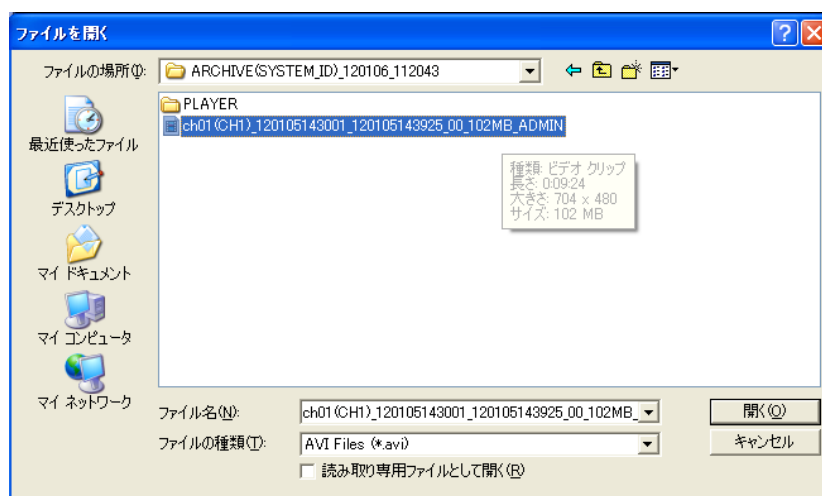 ファイルを開く
ファイルの場所(I):
ARCHIVE(SYSTEM_ID)_120106_112043
PLAYER
ch01(CH1)_120105143001_120105143925_00_102MB_ADMIN
種類: ビデオ クリップ
長さ: 0:09:24
大きさ: 704 x 480
サイズ: 102 MB
最近使ったファイル
デスクトップ
マイ ドキュメント
マイ コンピュータ
マイ ネットワーク
ファイル名(N):
ch01(CH1)_120105143001_120105143925_00_102MB_
開く(O)
ファイルの種類(T):
AVI Files (*.avi)
キャンセル
読み取り専用ファイルとして開く(R)